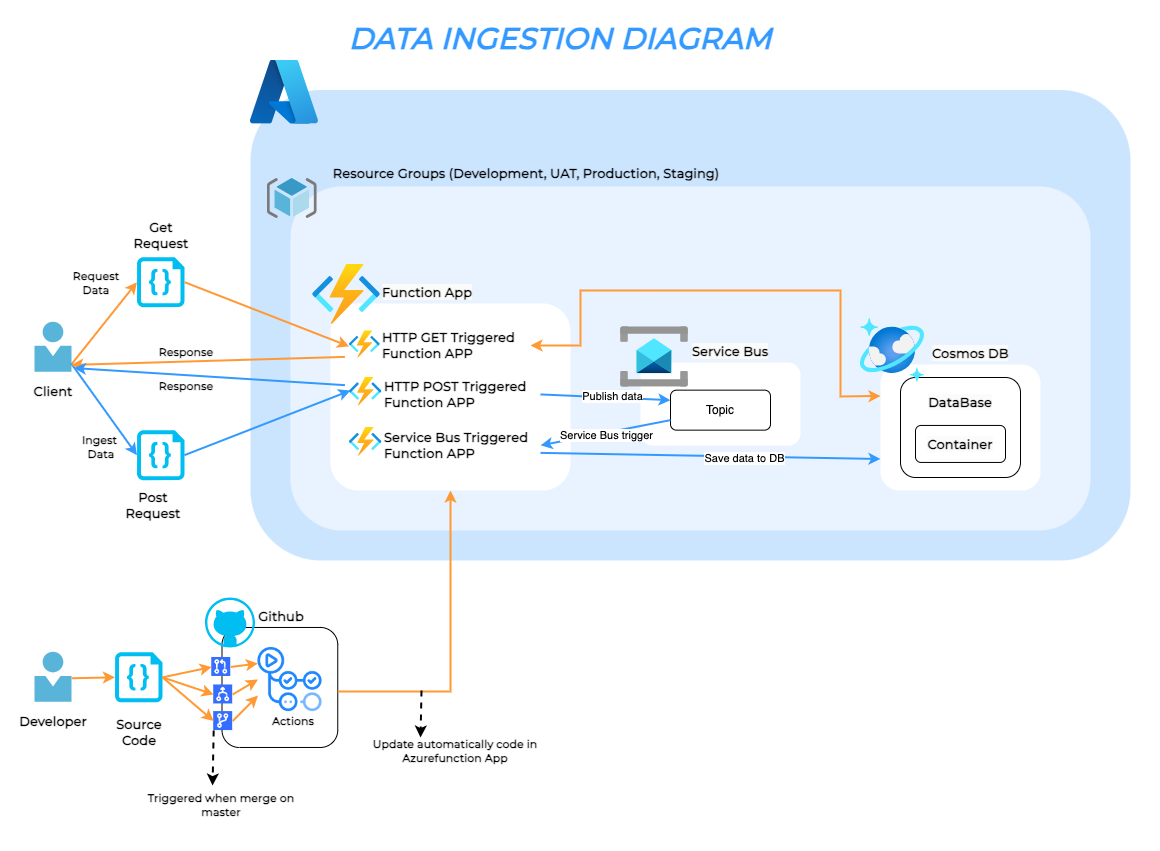 DATA INGESTION DIAGRAM
Resource Groups (Development, UAT, Production, Staging)
Get
Request
Request
Data
Function App
HTTP GET Triggered
Function APP
Service Bus
Cosmos DB
Response
Client
Response
HTTP POST Triggered
Function APP
Publish data
Topic
DataBase
Ingest
Data
Service Bus Triggered
Function APP
Service Bus trigger
Container
Save data to DB
Post
Request
Github
Developer
Source
Code
Actions
Update automatically code in
Azurefunction App
Triggered when merge on
master